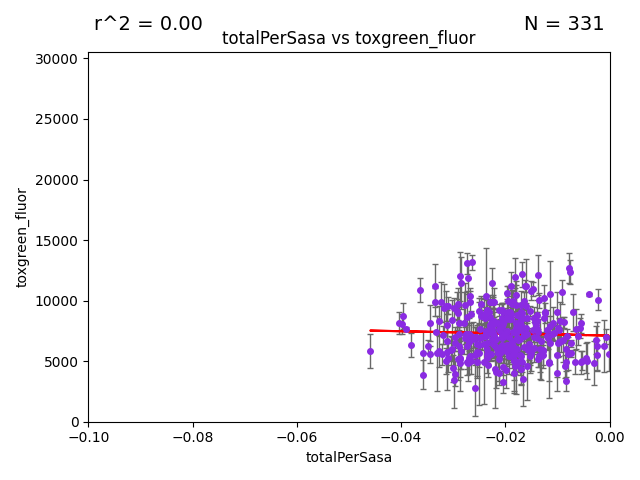 r^2 = 0.00
N = 331
totalPerSasa vs toxgreen_fluor
30000
25000
20000
15000
10000
5000
0
toxgreen_fluor
−0.10
−0.08
−0.06
−0.04
−0.02
0.00
totalPerSasa